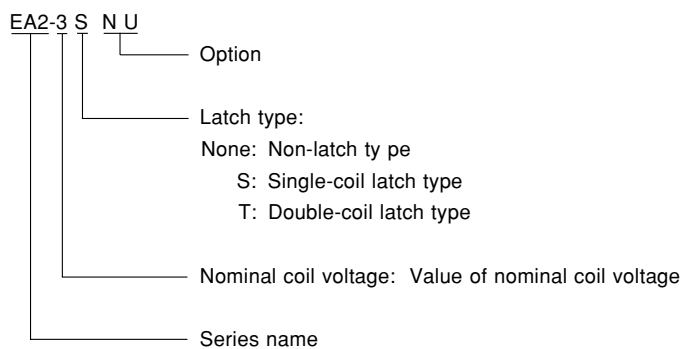 EA2-3 S N U
Option
Latch type:
None: Non-latch ty pe
S: Single-coil latch type
T: Double-coil latch type
Nominal coil voltage: Value of nominal coil voltage
Series name